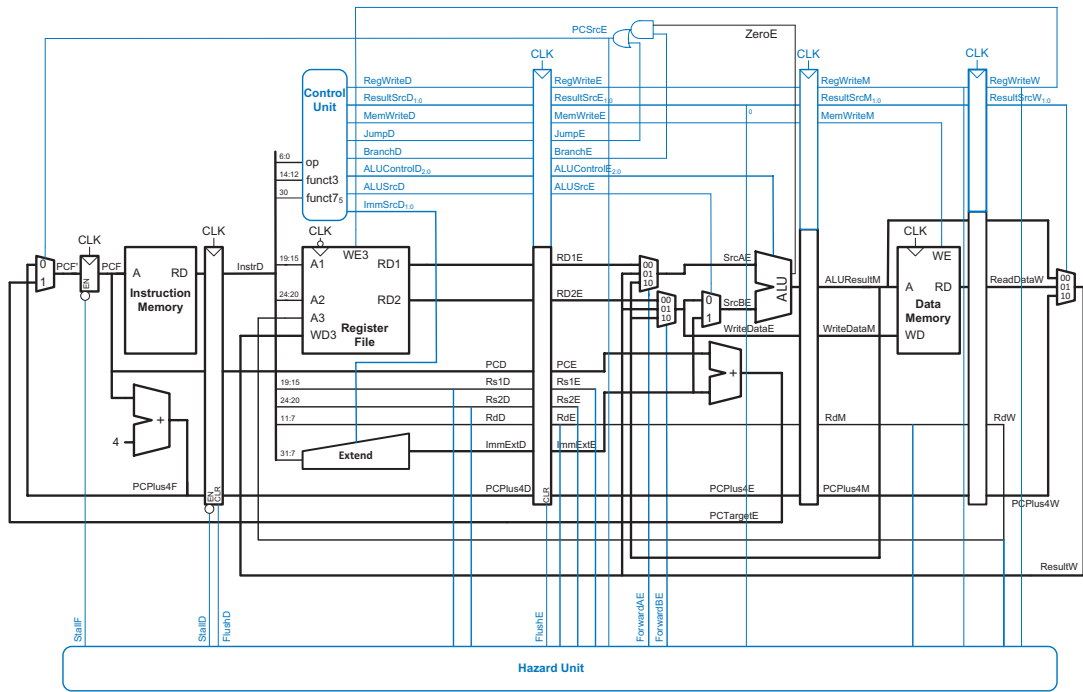 PCSrcE
ZeroE
CLK
CLK
CLK
Control
Unit
RegWriteD
RegWriteE
RegWriteM
RegWriteW
ResultSrcD1:0
ResultSrcE1:0
0
ResultSrcM1:0
ResultSrcW1:0
MemWriteD
MemWriteE
MemWriteM
JumpD
JumpE
BranchD
BranchE
6:0
op
ALUControlD2:0
ALUControlE2:0
14:12
funct3
ALUSrcD
ALUSrcE
30
funct75
ImmSrcD1:0
CLK
CLK
CLK
CLK
0
1
PCF'
EN
PCF
A
RD
Instruction
Memory
InstrD
19:15
A1
WE3
RD1
RD1E
00
01
10
SrcAE
ALU
ALUResultM
WE
A
RD
Data
Memory
WD
ReadDataW
00
01
10
24:20
A2
RD2
RD2E
00
01
10
0
1
SrcBE
A3
WD3
Register
File
WriteDataE
WriteDataM
PCD
PCE
+
19:15
Rs1D
Rs1E
24:20
Rs2D
Rs2E
11:7
RdD
RdE
RdM
RdW
+
4
31:7
Extend
ImmExtD
ImmExtE
PCPlus4F
EN
CLR
PCPlus4D
CLR
PCPlus4E
PCPlus4M
PCPlus4W
PCTargetE
ResultW
StallF
StallD
FlushD
FlushE
ForwardAE
ForwardBE
Hazard Unit